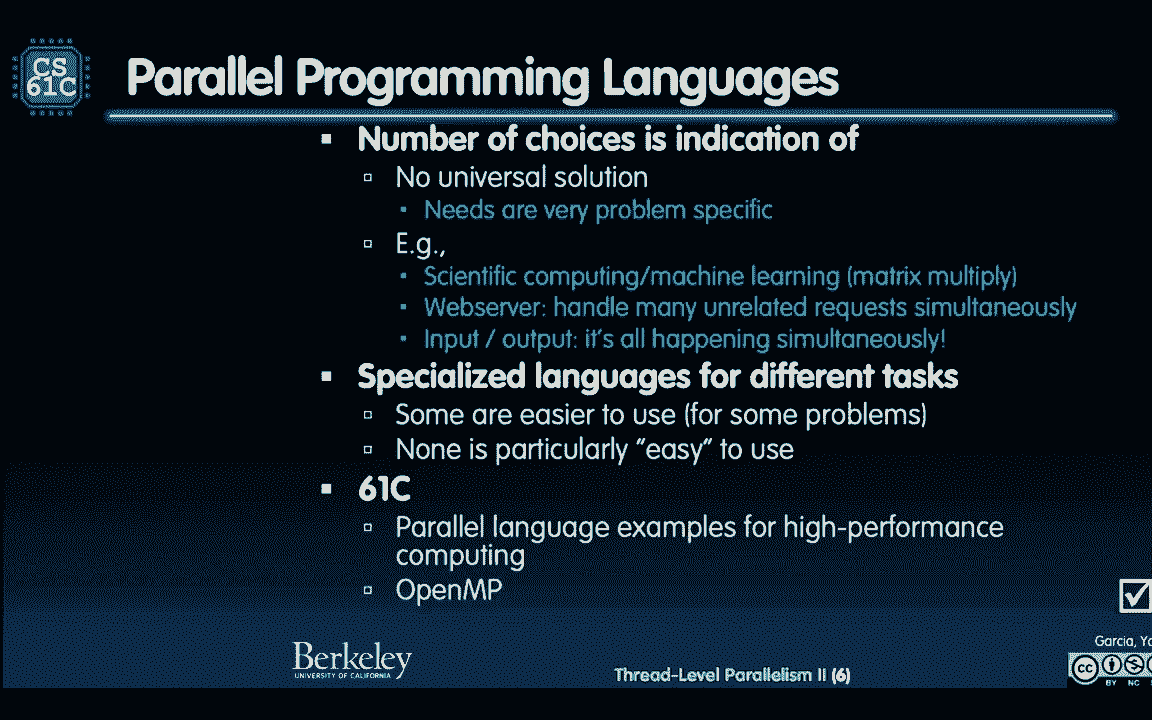 CS
61C
Parallel Programming Languages
Number of choices is indication of
No universal solution
Needs are very problem specific
E.g.,
Scientific computing/machine learning (matrix multiply)
Webserver: handle many unrelated requests simultaneously
Input / output: it's all happening simultaneously!
Specialized languages for different tasks
Some are easier to use (for some problems)
None is particularly "easy" to use
61C
Parallel language examples for high-performance
computing
OpenMP
Berkeley
UNIVERSITY OF CALIFORNIA
Thread-Level Parallelism II (6)
Garcia,
cc
BY NC